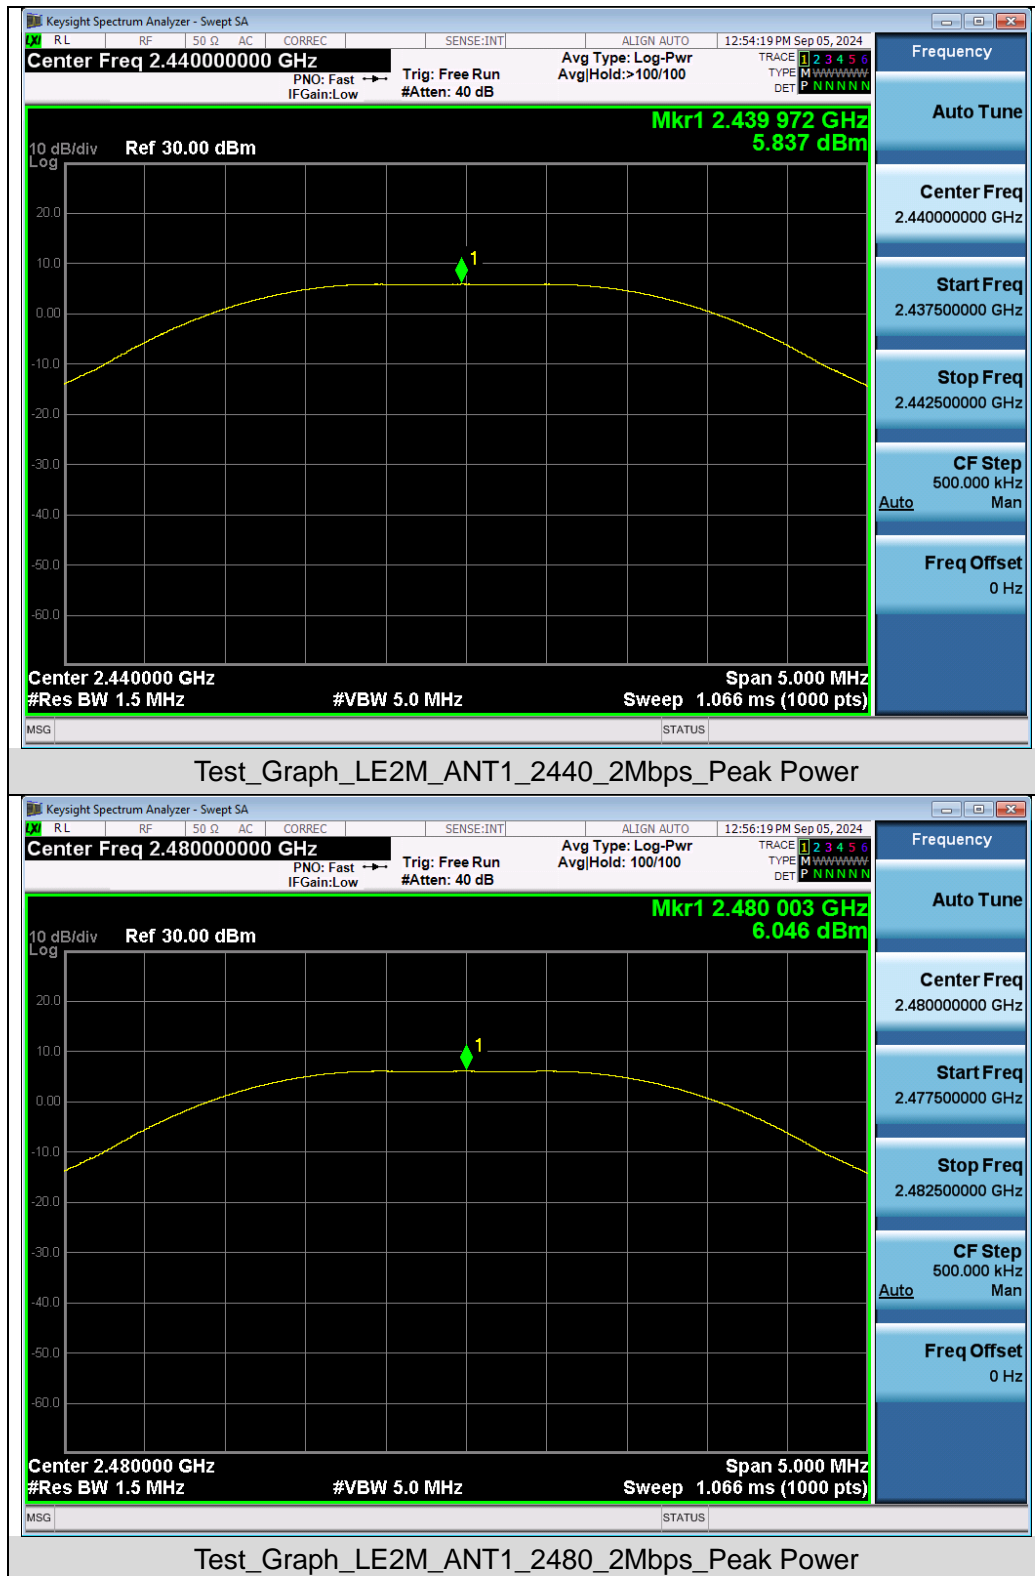 Keysight Spectrum Analyzer - Swept SA
LXI RL RF 50 Ω AC CORREC SENSE:INT ALIGN AUTO 12:54:19 PM Sep 05, 2024
Center Freq 2.440000000 GHz
PNO: Fast
IFGain:Low
Trig: Free Run
#Atten: 40 dB
Avg Type: Log-Pwr
Avg|Hold:>100/100
TRACE 1 2 3 4 5 6
TYPE M W W W W W
DET P N N N N N
Mkr1 2.439 972 GHz
5.837 dBm
10 dB/div Ref 30.00 dBm
Log
20.0
10.0
1
0.00
-10.0
-20.0
-30.0
-40.0
-50.0
-60.0
Center 2.440000 GHz Span 5.000 MHz
#Res BW 1.5 MHz #VBW 5.0 MHz Sweep 1.066 ms (1000 pts)
MSG STATUS
Frequency
Auto Tune
Center Freq
2.440000000 GHz
Start Freq
2.437500000 GHz
Stop Freq
2.442500000 GHz
CF Step
500.000 kHz
Auto Man
Freq Offset
0 Hz
Test_Graph_LE2M_ANT1_2440_2Mbps_Peak Power
Keysight Spectrum Analyzer - Swept SA
LXI RL RF 50 Ω AC CORREC SENSE:INT ALIGN AUTO 12:56:19 PM Sep 05, 2024
Center Freq 2.480000000 GHz
PNO: Fast
IFGain:Low
Trig: Free Run
#Atten: 40 dB
Avg Type: Log-Pwr
Avg|Hold: 100/100
TRACE 1 2 3 4 5 6
TYPE M W W W W W
DET P N N N N N
Mkr1 2.480 003 GHz
6.046 dBm
10 dB/div Ref 30.00 dBm
Log
20.0
10.0
1
0.00
-10.0
-20.0
-30.0
-40.0
-50.0
-60.0
Center 2.480000 GHz Span 5.000 MHz
#Res BW 1.5 MHz #VBW 5.0 MHz Sweep 1.066 ms (1000 pts)
MSG STATUS
Frequency
Auto Tune
Center Freq
2.480000000 GHz
Start Freq
2.477500000 GHz
Stop Freq
2.482500000 GHz
CF Step
500.000 kHz
Auto Man
Freq Offset
0 Hz
Test_Graph_LE2M_ANT1_2480_2Mbps_Peak Power